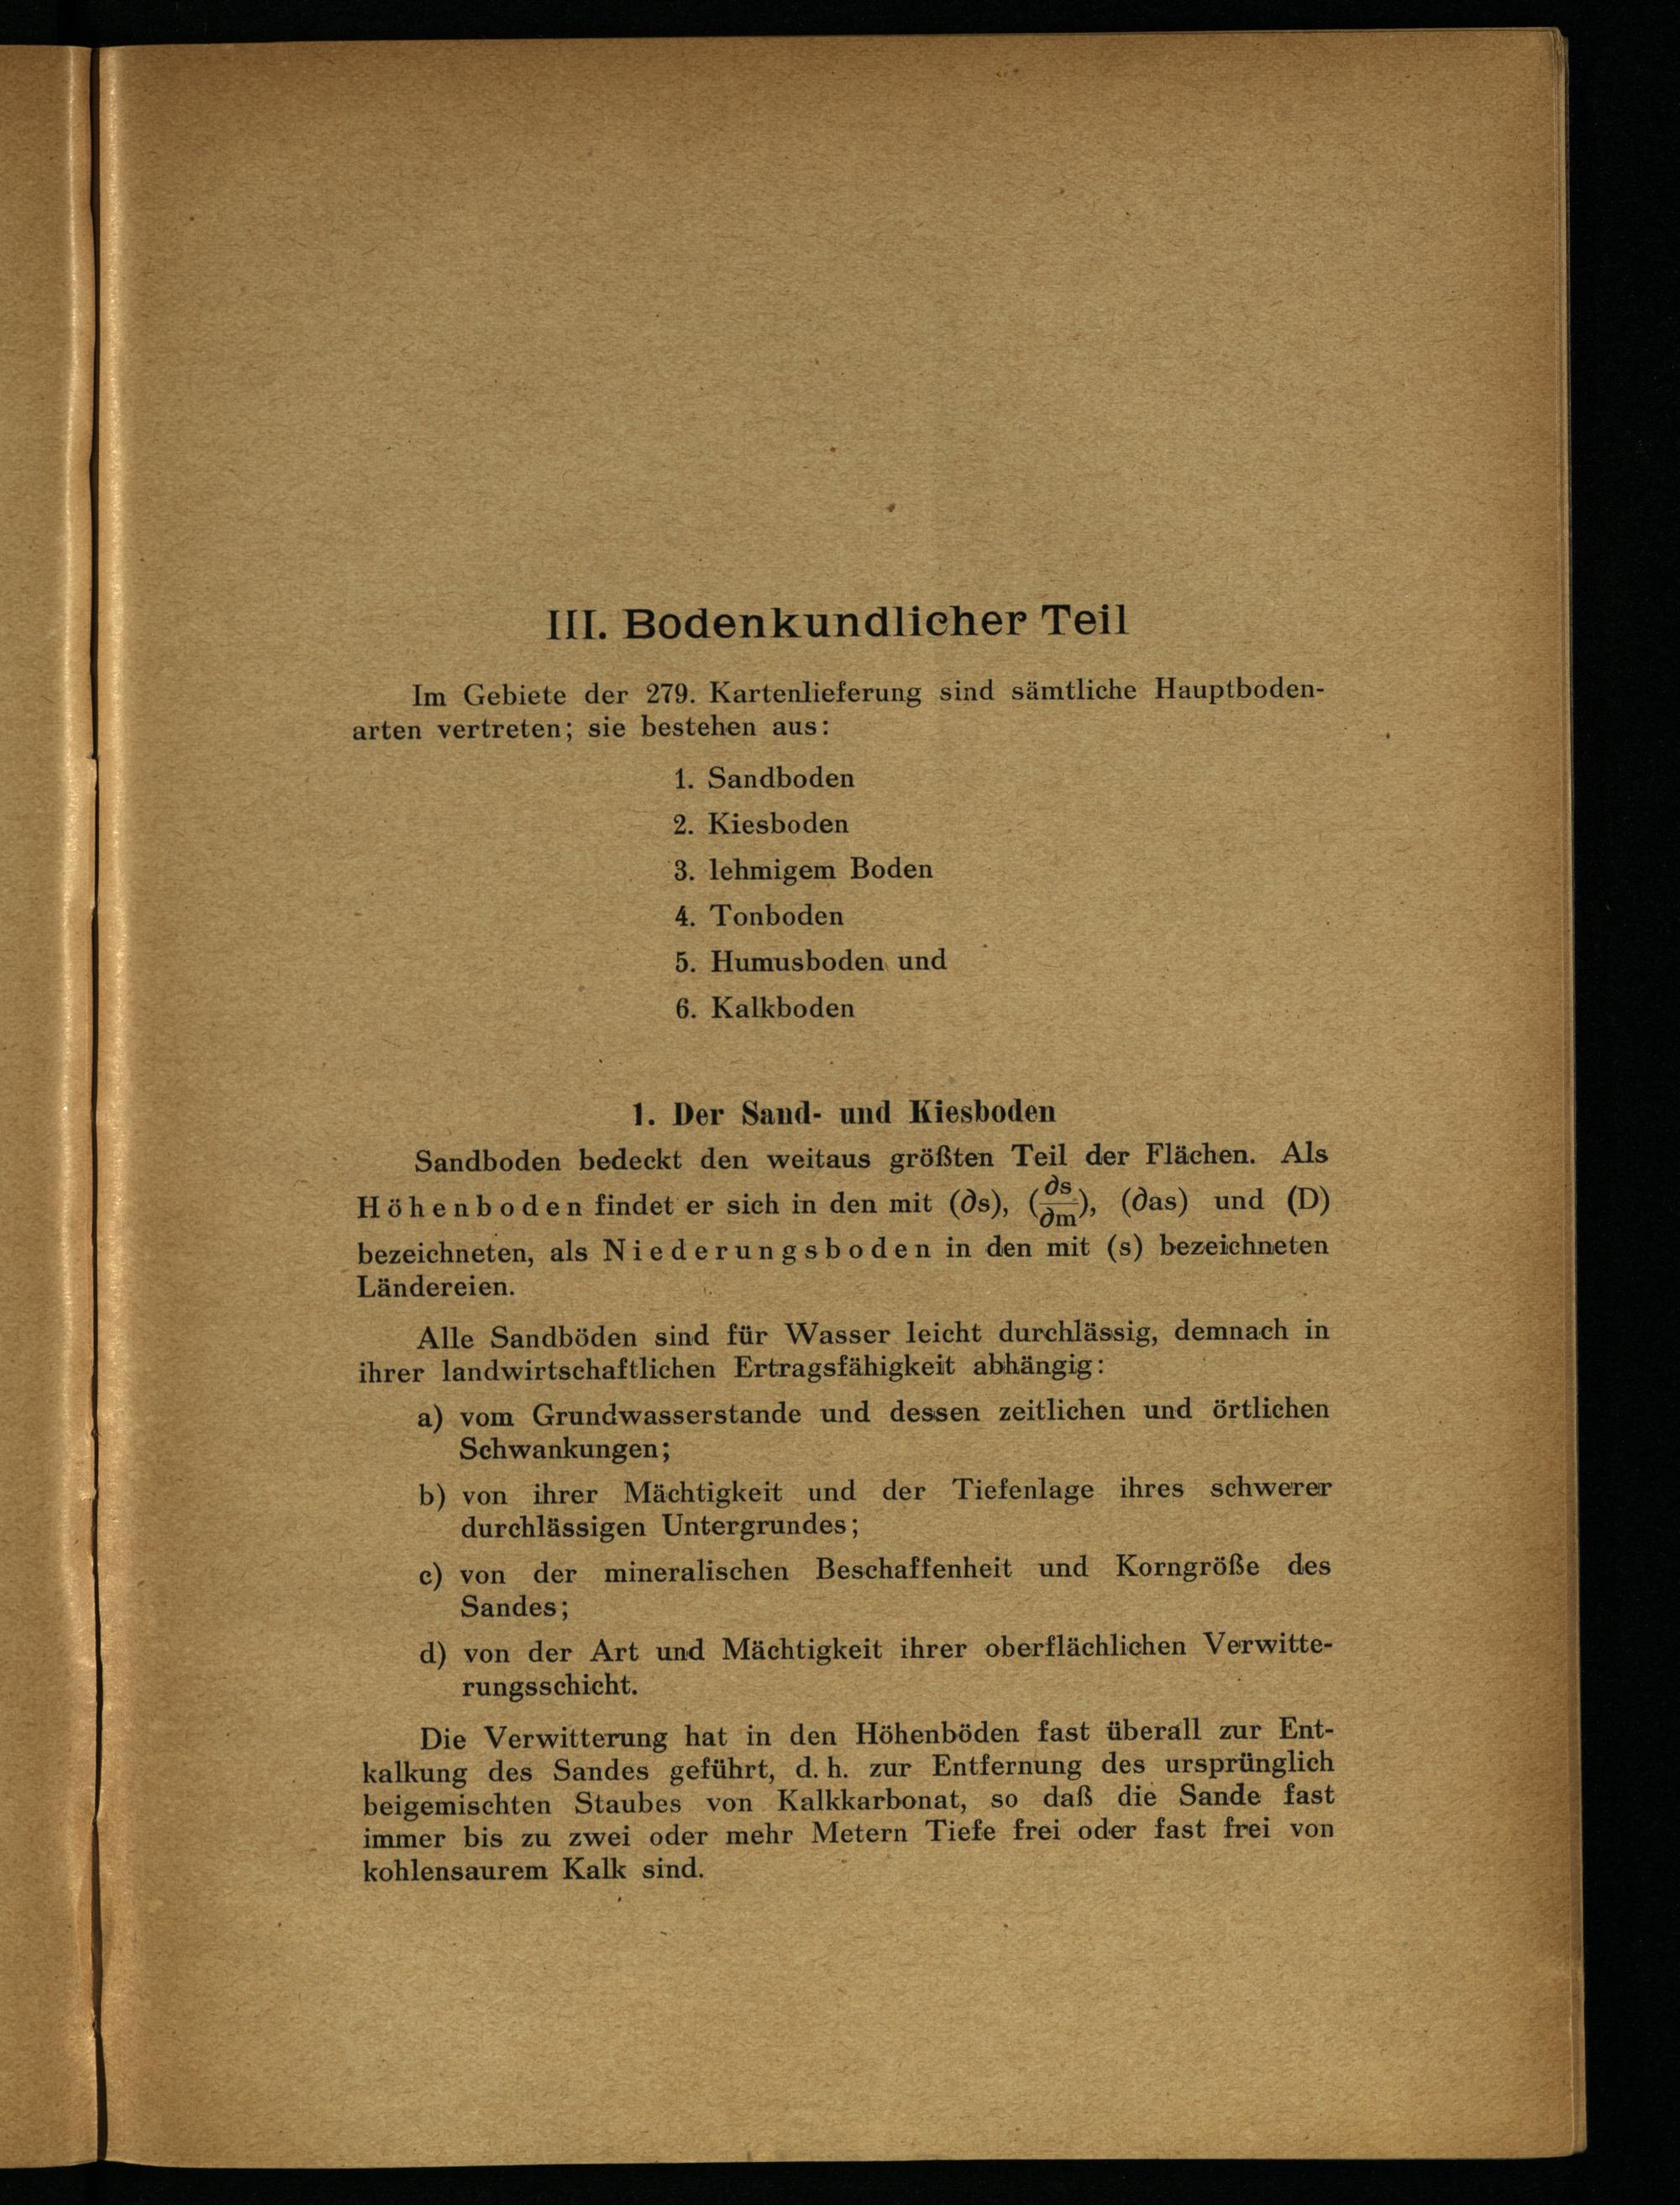 III. Bodenkundlicher Teil
Im Gebiete der 279. Kartenlieferung sind sämtliche Hauptboden-
arten vertreten; sie bestehen aus:
1. Sandboden
2. Kiesboden
3. lehmigem Boden
4. Tonboden
5. Humusboden und
6. Kalkboden
1. Der Sand- und Kiesboden
Sandboden bedeckt den weitaus größten Teil der Flächen. Als
Höhenboden findet er sich in den mit (∂s), (∂s/∂m), (∂as) und (D)
bezeichneten, als Niederungsboden in den mit (s) bezeichneten
Ländereien.
Alle Sandböden sind für Wasser leicht durchlässig, demnach in
ihrer landwirtschaftlichen Ertragsfähigkeit abhängig:
a) vom Grundwasserstande und dessen zeitlichen und örtlichen
Schwankungen;
b) von ihrer Mächtigkeit und der Tiefenlage ihres schwerer
durchlässigen Untergrundes;
c) von der mineralischen Beschaffenheit und Korngröße des
Sandes;
d) von der Art und Mächtigkeit ihrer oberflächlichen Verwitte-
rungsschicht.
Die Verwitterung hat in den Höhenböden fast überall zur Ent-
kalkung des Sandes geführt, d. h. zur Entfernung des ursprünglich
beigemischten Staubes von Kalkkarbonat, so daß die Sande fast
immer bis zu zwei oder mehr Metern Tiefe frei oder fast frei von
kohlensaurem Kalk sind.